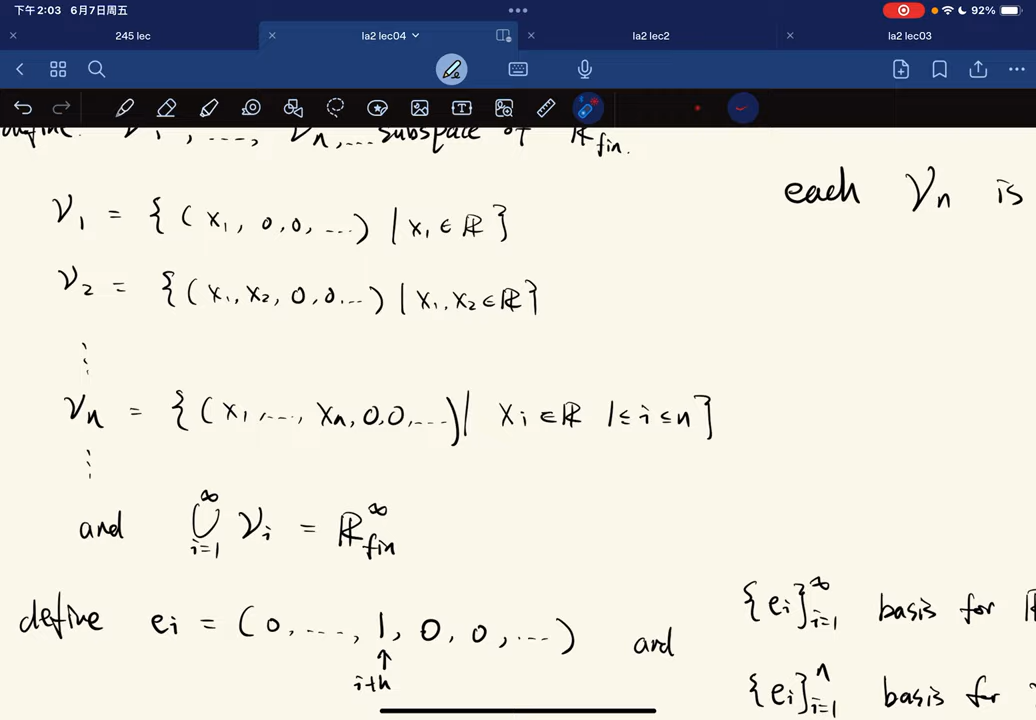 下午2:03 6月7日周五
92%
245 lec
la2 lec04
la2 lec2
la2 lec03
define V₁, ...., Vₙ, ... subspace of ℝ_fin.
each Vₙ is
V₁ = {(x₁, 0,0, ...) | x₁ ∈ ℝ}
V₂ = {(x₁, x₂, 0, 0...) | x₁, x₂ ∈ ℝ}
⋮
Vₙ = {(x₁, ..., xₙ, 0,0, ...) | xᵢ ∈ ℝ 1 ≤ i ≤ n}
⋮
and ⋃_{i=1}^{∞} Vᵢ = ℝ_fin^∞
define eᵢ = (0, ...., 1, 0, 0, ...) and
↑
ith
{eᵢ}_{i=1}^{∞} basis for
{eᵢ}_{i=1}^{n} basis for